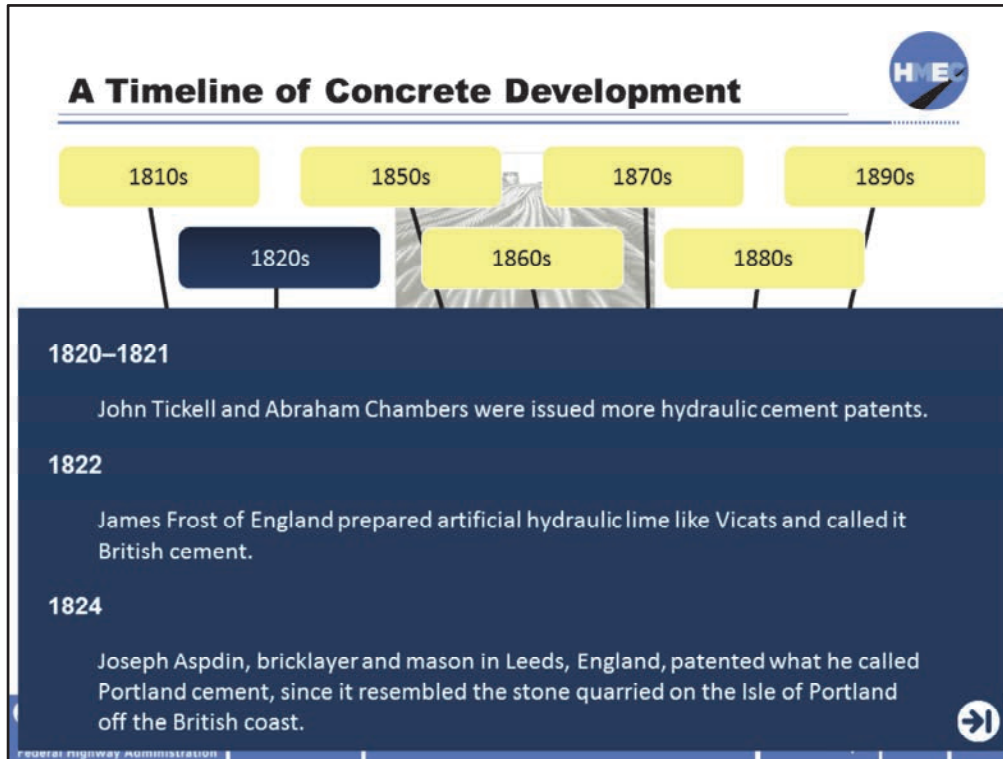 A Timeline of Concrete Development
HMEC
1810s
1850s
1870s
1890s
1820s
1860s
1880s
1820–1821
John Tickell and Abraham Chambers were issued more hydraulic cement patents.
1822
James Frost of England prepared artificial hydraulic lime like Vicats and called it
British cement.
1824
Joseph Aspdin, bricklayer and mason in Leeds, England, patented what he called
Portland cement, since it resembled the stone quarried on the Isle of Portland
off the British coast.
Federal Highway Administration